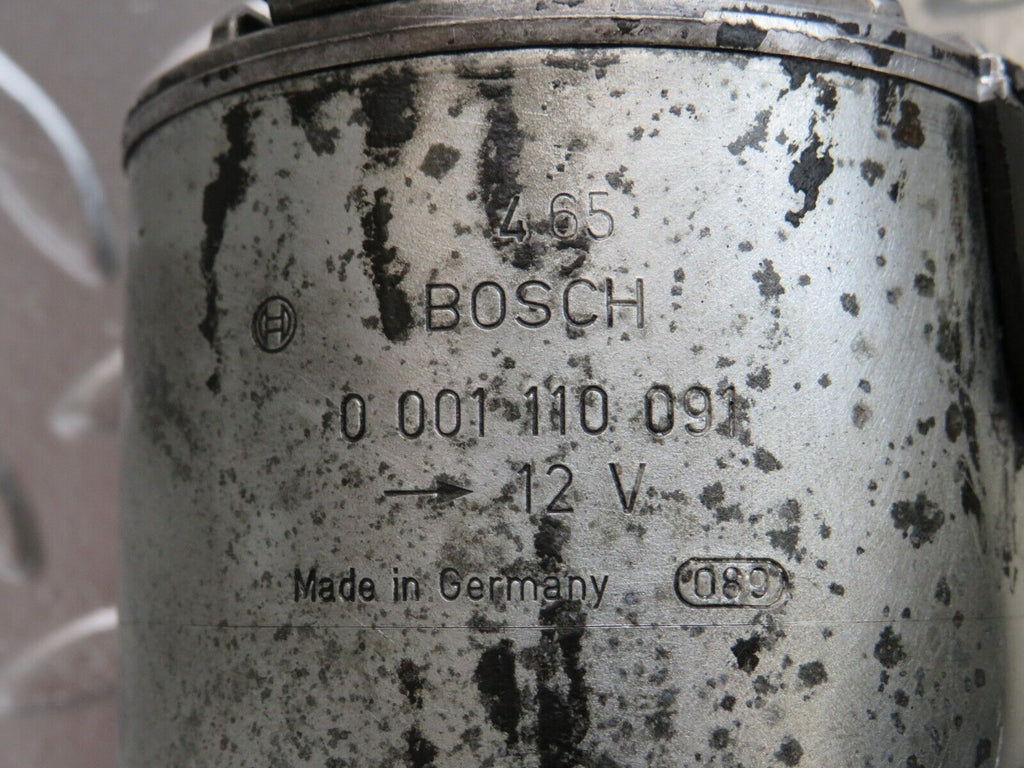 4 65
BOSCH
0 001 110 091
→ 12 V
Made in Germany 089